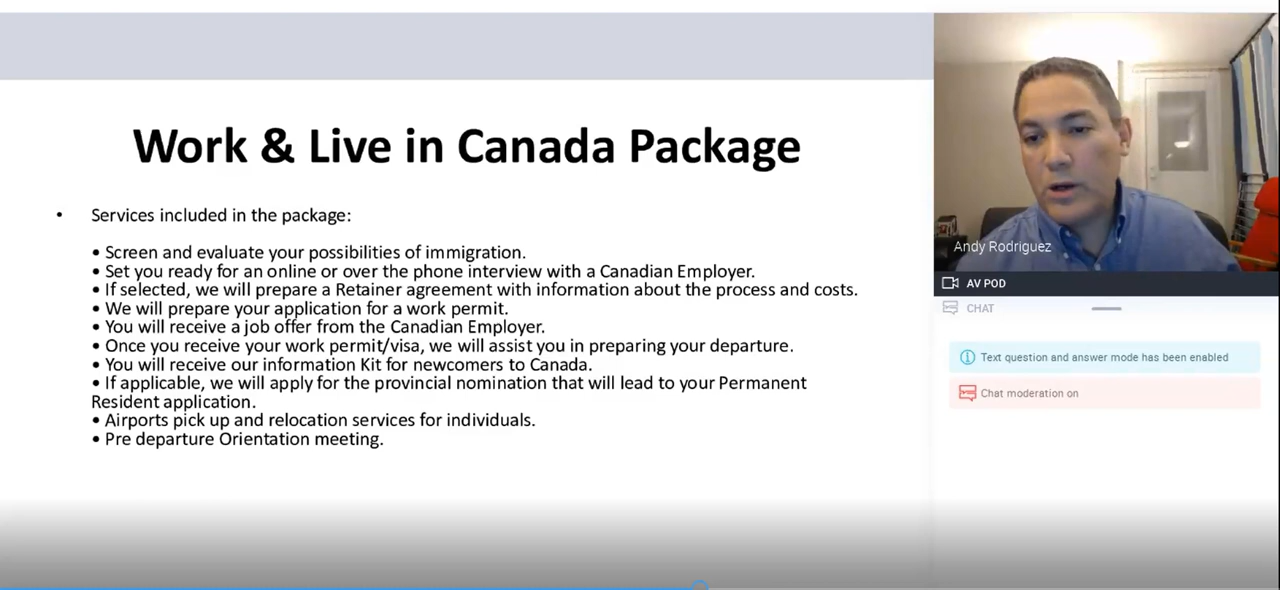 Work & Live in Canada Package
• Services included in the package:
• Screen and evaluate your possibilities of immigration.
• Set you ready for an online or over the phone interview with a Canadian Employer.
• If selected, we will prepare a Retainer agreement with information about the process and costs.
• We will prepare your application for a work permit.
• You will receive a job offer from the Canadian Employer.
• Once you receive your work permit/visa, we will assist you in preparing your departure.
• You will receive our information Kit for newcomers to Canada.
• If applicable, we will apply for the provincial nomination that will lead to your Permanent
Resident application.
• Airports pick up and relocation services for individuals.
• Pre departure Orientation meeting.
Andy Rodriguez
AV POD
CHAT
Text question and answer mode has been enabled
Chat moderation on